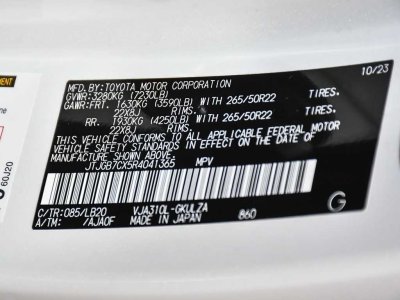 MFD.BY:TOYOTA MOTOR CORPORATION 10/23
GVWR:3280KG (7230LB)
GAWR:FRT. 1630KG (3590LB) WITH 265/50R22 TIRES.
22X8J RIMS.
RR. 1930KG (4250LB) WITH 265/50R22 TIRES.
22X8J RIMS.
THIS VEHICLE CONFORMS TO ALL APPLICABLE FEDERAL MOTOR
VEHICLE SAFETY STANDARDS IN EFFECT ON THE DATE OF
MANUFACTURE SHOWN ABOVE.
JTJGB7CX5R4041365 MPV
C/TR:085/LB20 VJA310L-GKULZA G
A/TM: /AJA0F MADE IN JAPAN 860
60J20